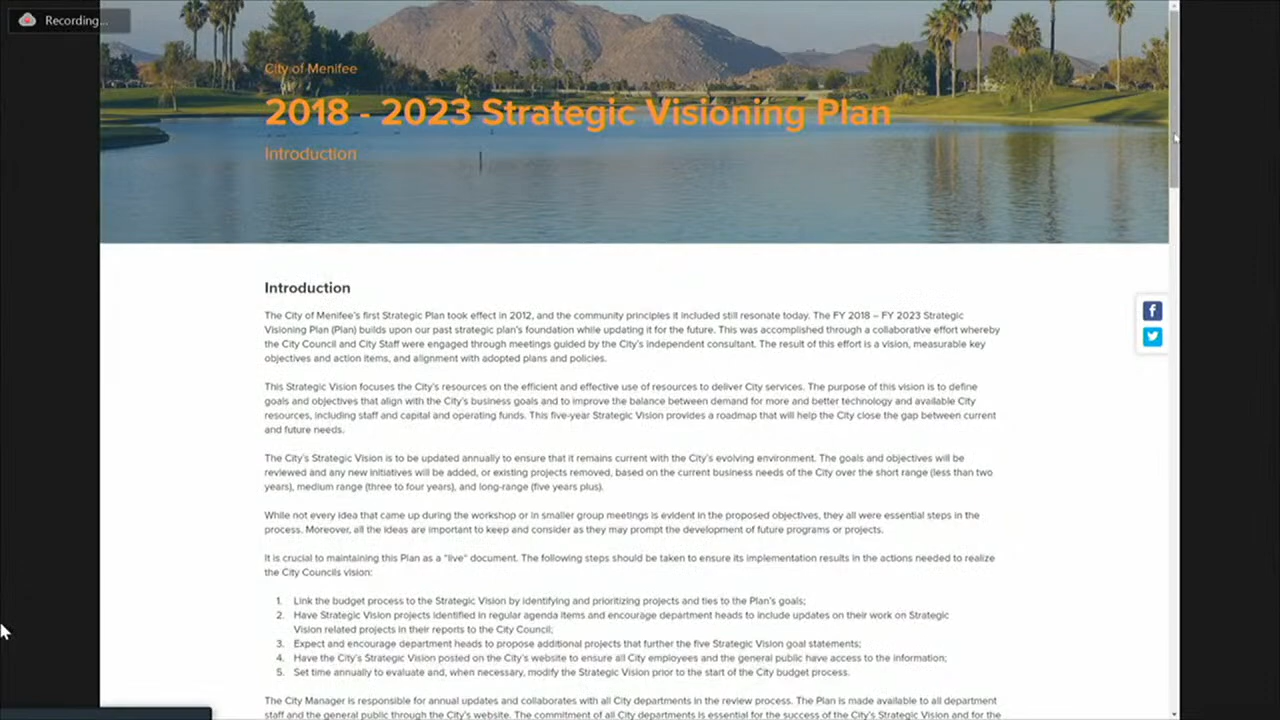 Recording...
City of Menifee
2018 - 2023 Strategic Visioning Plan
Introduction
Introduction
The City of Menifee's first Strategic Plan took effect in 2012, and the community principles it included still resonate today. The FY 2018 – FY 2023 Strategic
Visioning Plan (Plan) builds upon our past strategic plan's foundation while updating it for the future. This was accomplished through a collaborative effort whereby
the City Council and City Staff were engaged through meetings guided by the City's independent consultant. The result of this effort is a vision, measurable key
objectives and action items, and alignment with adopted plans and policies.
This Strategic Vision focuses the City's resources on the efficient and effective use of resources to deliver City services. The purpose of this vision is to define
goals and objectives that align with the City's business goals and to improve the balance between demand for more and better technology and available City
resources, including staff and capital and operating funds. This five-year Strategic Vision provides a roadmap that will help the City close the gap between current
and future needs.
The City's Strategic Vision is to be updated annually to ensure that it remains current with the City's evolving environment. The goals and objectives will be
reviewed and any new initiatives will be added, or existing projects removed, based on the current business needs of the City over the short range (less than two
years), medium range (three to four years), and long-range (five years plus).
While not every idea that came up during the workshop or in smaller group meetings is evident in the proposed objectives, they all were essential steps in the
process. Moreover, all the ideas are important to keep and consider as they may prompt the development of future programs or projects.
It is crucial to maintaining this Plan as a "live" document. The following steps should be taken to ensure its implementation results in the actions needed to realize
the City Councils vision:
1. Link the budget process to the Strategic Vision by identifying and prioritizing projects and ties to the Plan's goals;
2. Have Strategic Vision projects identified in regular agenda items and encourage department heads to include updates on their work on Strategic
Vision related projects in their reports to the City Council;
3. Expect and encourage department heads to propose additional projects that further the five Strategic Vision goal statements;
4. Have the City's Strategic Vision posted on the City's website to ensure all City employees and the general public have access to the information;
5. Set time annually to evaluate and, when necessary, modify the Strategic Vision prior to the start of the City budget process.
The City Manager is responsible for annual updates and collaborates with all City departments in the review process. The Plan is made available to all department
staff and the general public through the City's website. The commitment of all City departments is essential for the success of the City's Strategic Vision and for the